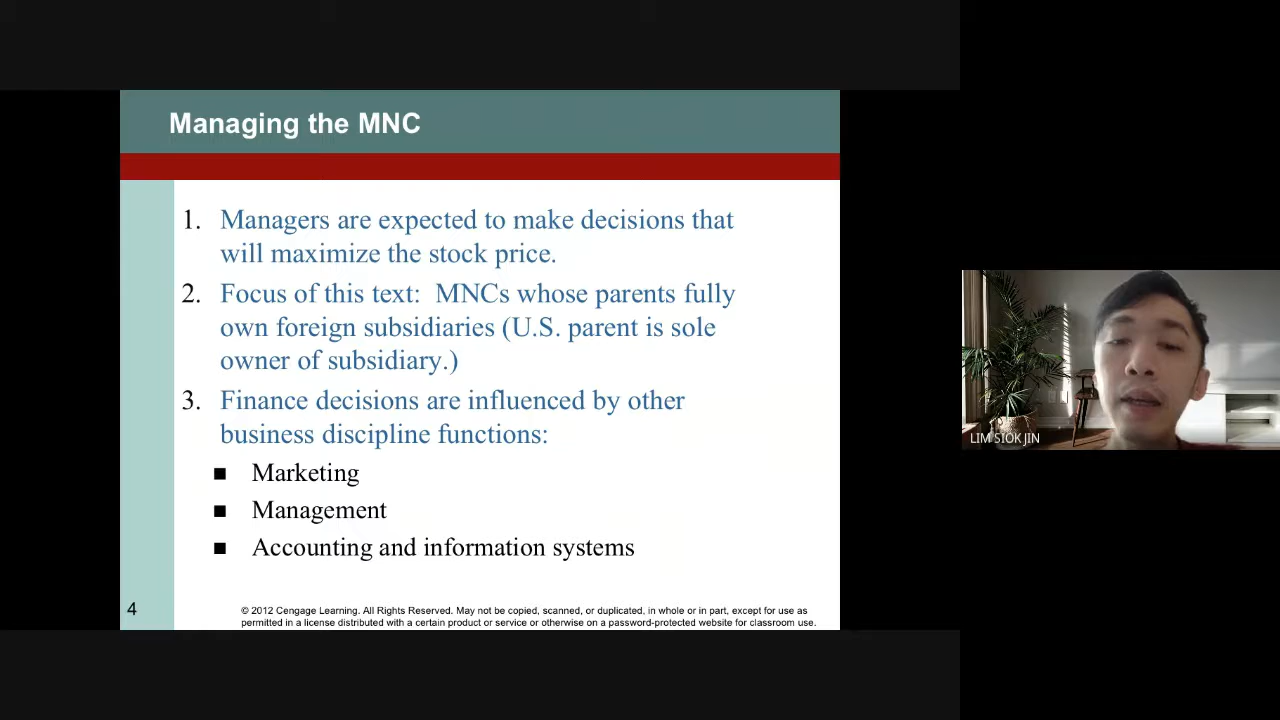 Managing the MNC
1. Managers are expected to make decisions that
will maximize the stock price.
2. Focus of this text:  MNCs whose parents fully
own foreign subsidiaries (U.S. parent is sole
owner of subsidiary.)
3. Finance decisions are influenced by other
business discipline functions:
■ Marketing
■ Management
■ Accounting and information systems
4
© 2012 Cengage Learning. All Rights Reserved. May not be copied, scanned, or duplicated, in whole or in part, except for use as
permitted in a license distributed with a certain product or service or otherwise on a password-protected website for classroom use.
LIM SIOK JIN